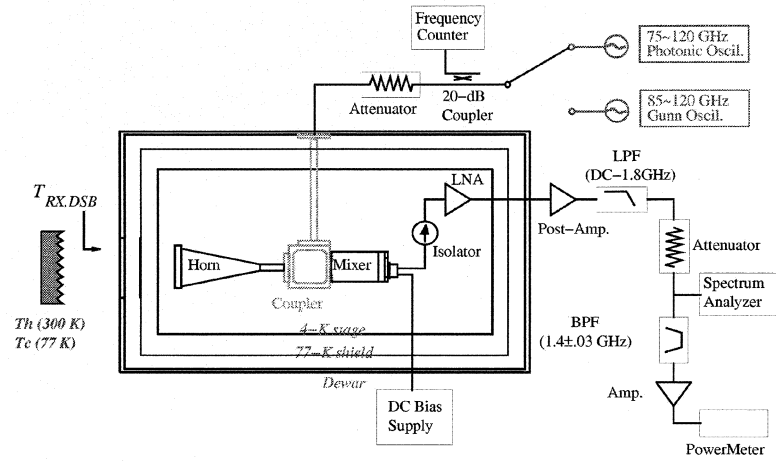 Frequency
Counter
75~120 GHz
Photonic Oscil.
Attenuator
20-dB
Coupler
85~120 GHz
Gunn Oscil.
LPF
(DC-1.8GHz)
T RX.DSB
LNA
Post-Amp.
Isolator
Attenuator
Horn
Mixer
Spectrum
Analyzer
Coupler
Th (300 K)
Tc (77 K)
4-K stage
BPF
(1.4±.03 GHz)
77-K shield
Dewar
DC Bias
Supply
Amp.
PowerMeter